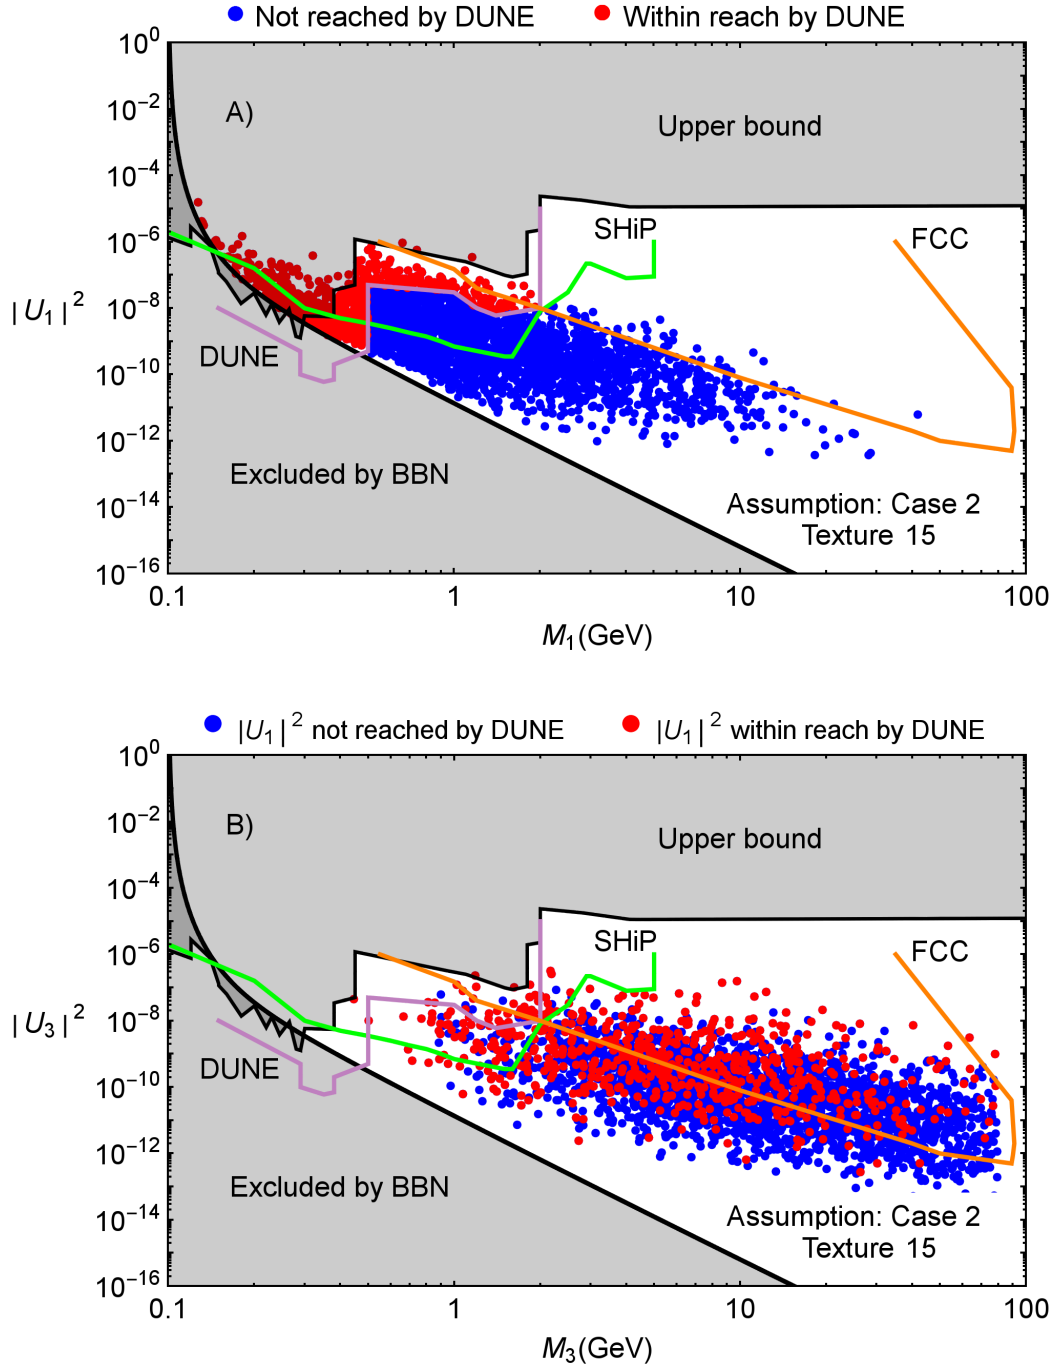 Not reached by DUNE Within reach by DUNE
10^0
A)
10^−2
Upper bound
10^−4
SHiP
10^−6
FCC
|U_1|^2
10^−8
DUNE
10^−10
10^−12
Excluded by BBN
10^−14
Assumption: Case 2
Texture 15
10^−16
0.1 1 10 100
M_1(GeV)
|U_1|^2 not reached by DUNE |U_1|^2 within reach by DUNE
10^0
B)
10^−2
Upper bound
10^−4
SHiP
10^−6
FCC
|U_3|^2
10^−8
DUNE
10^−10
10^−12
Excluded by BBN
10^−14
Assumption: Case 2
Texture 15
10^−16
0.1 1 10 100
M_3(GeV)